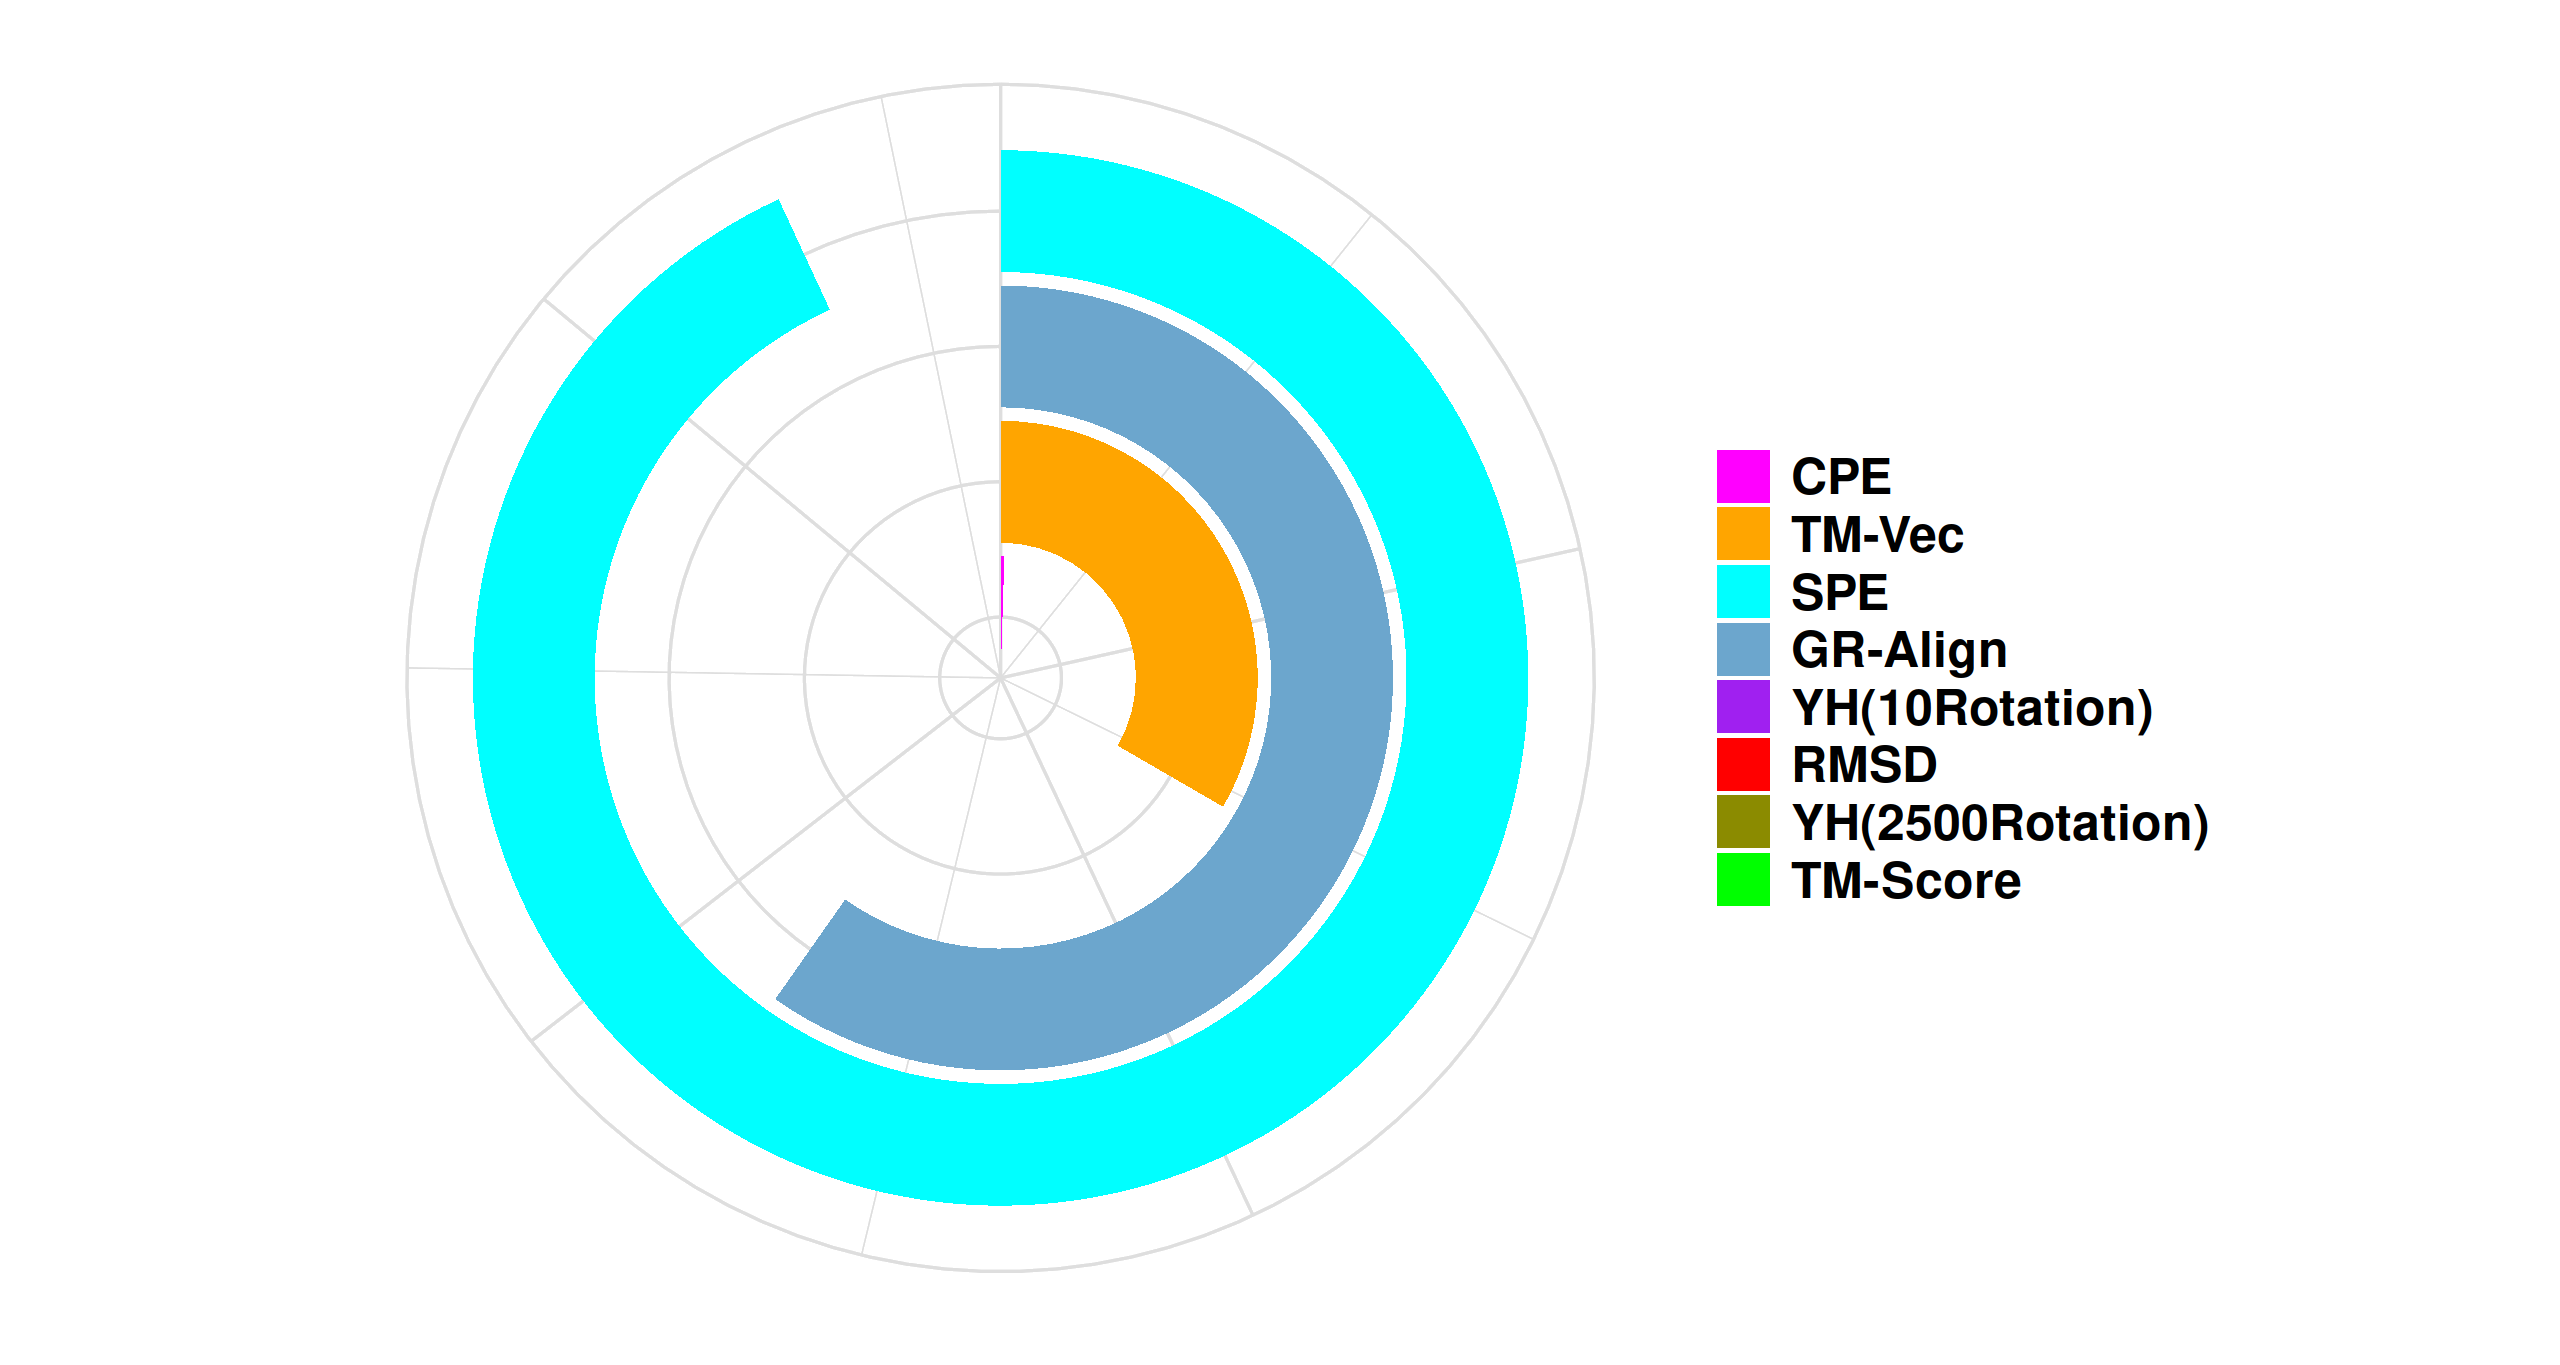 CPE
TM-Vec
SPE
GR-Align
YH(10Rotation)
RMSD
YH(2500Rotation)
TM-Score